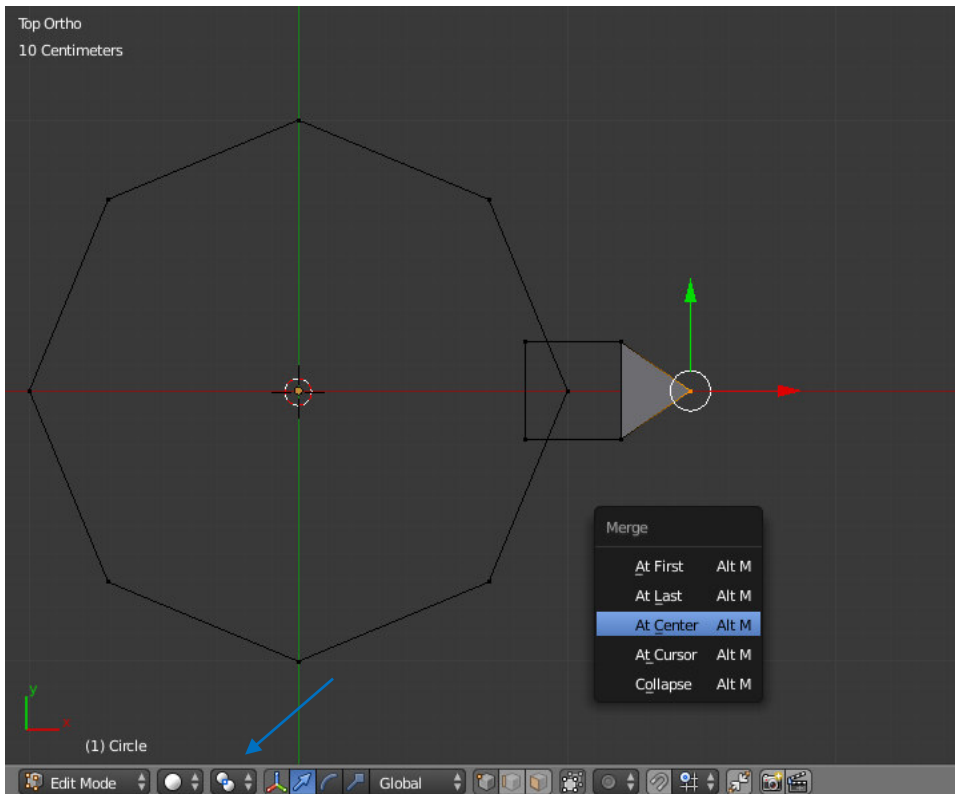 Top Ortho
10 Centimeters
Merge
At First Alt M
At Last Alt M
At Center Alt M
At Cursor Alt M
Collapse Alt M
y
x
(1) Circle
Edit Mode Global